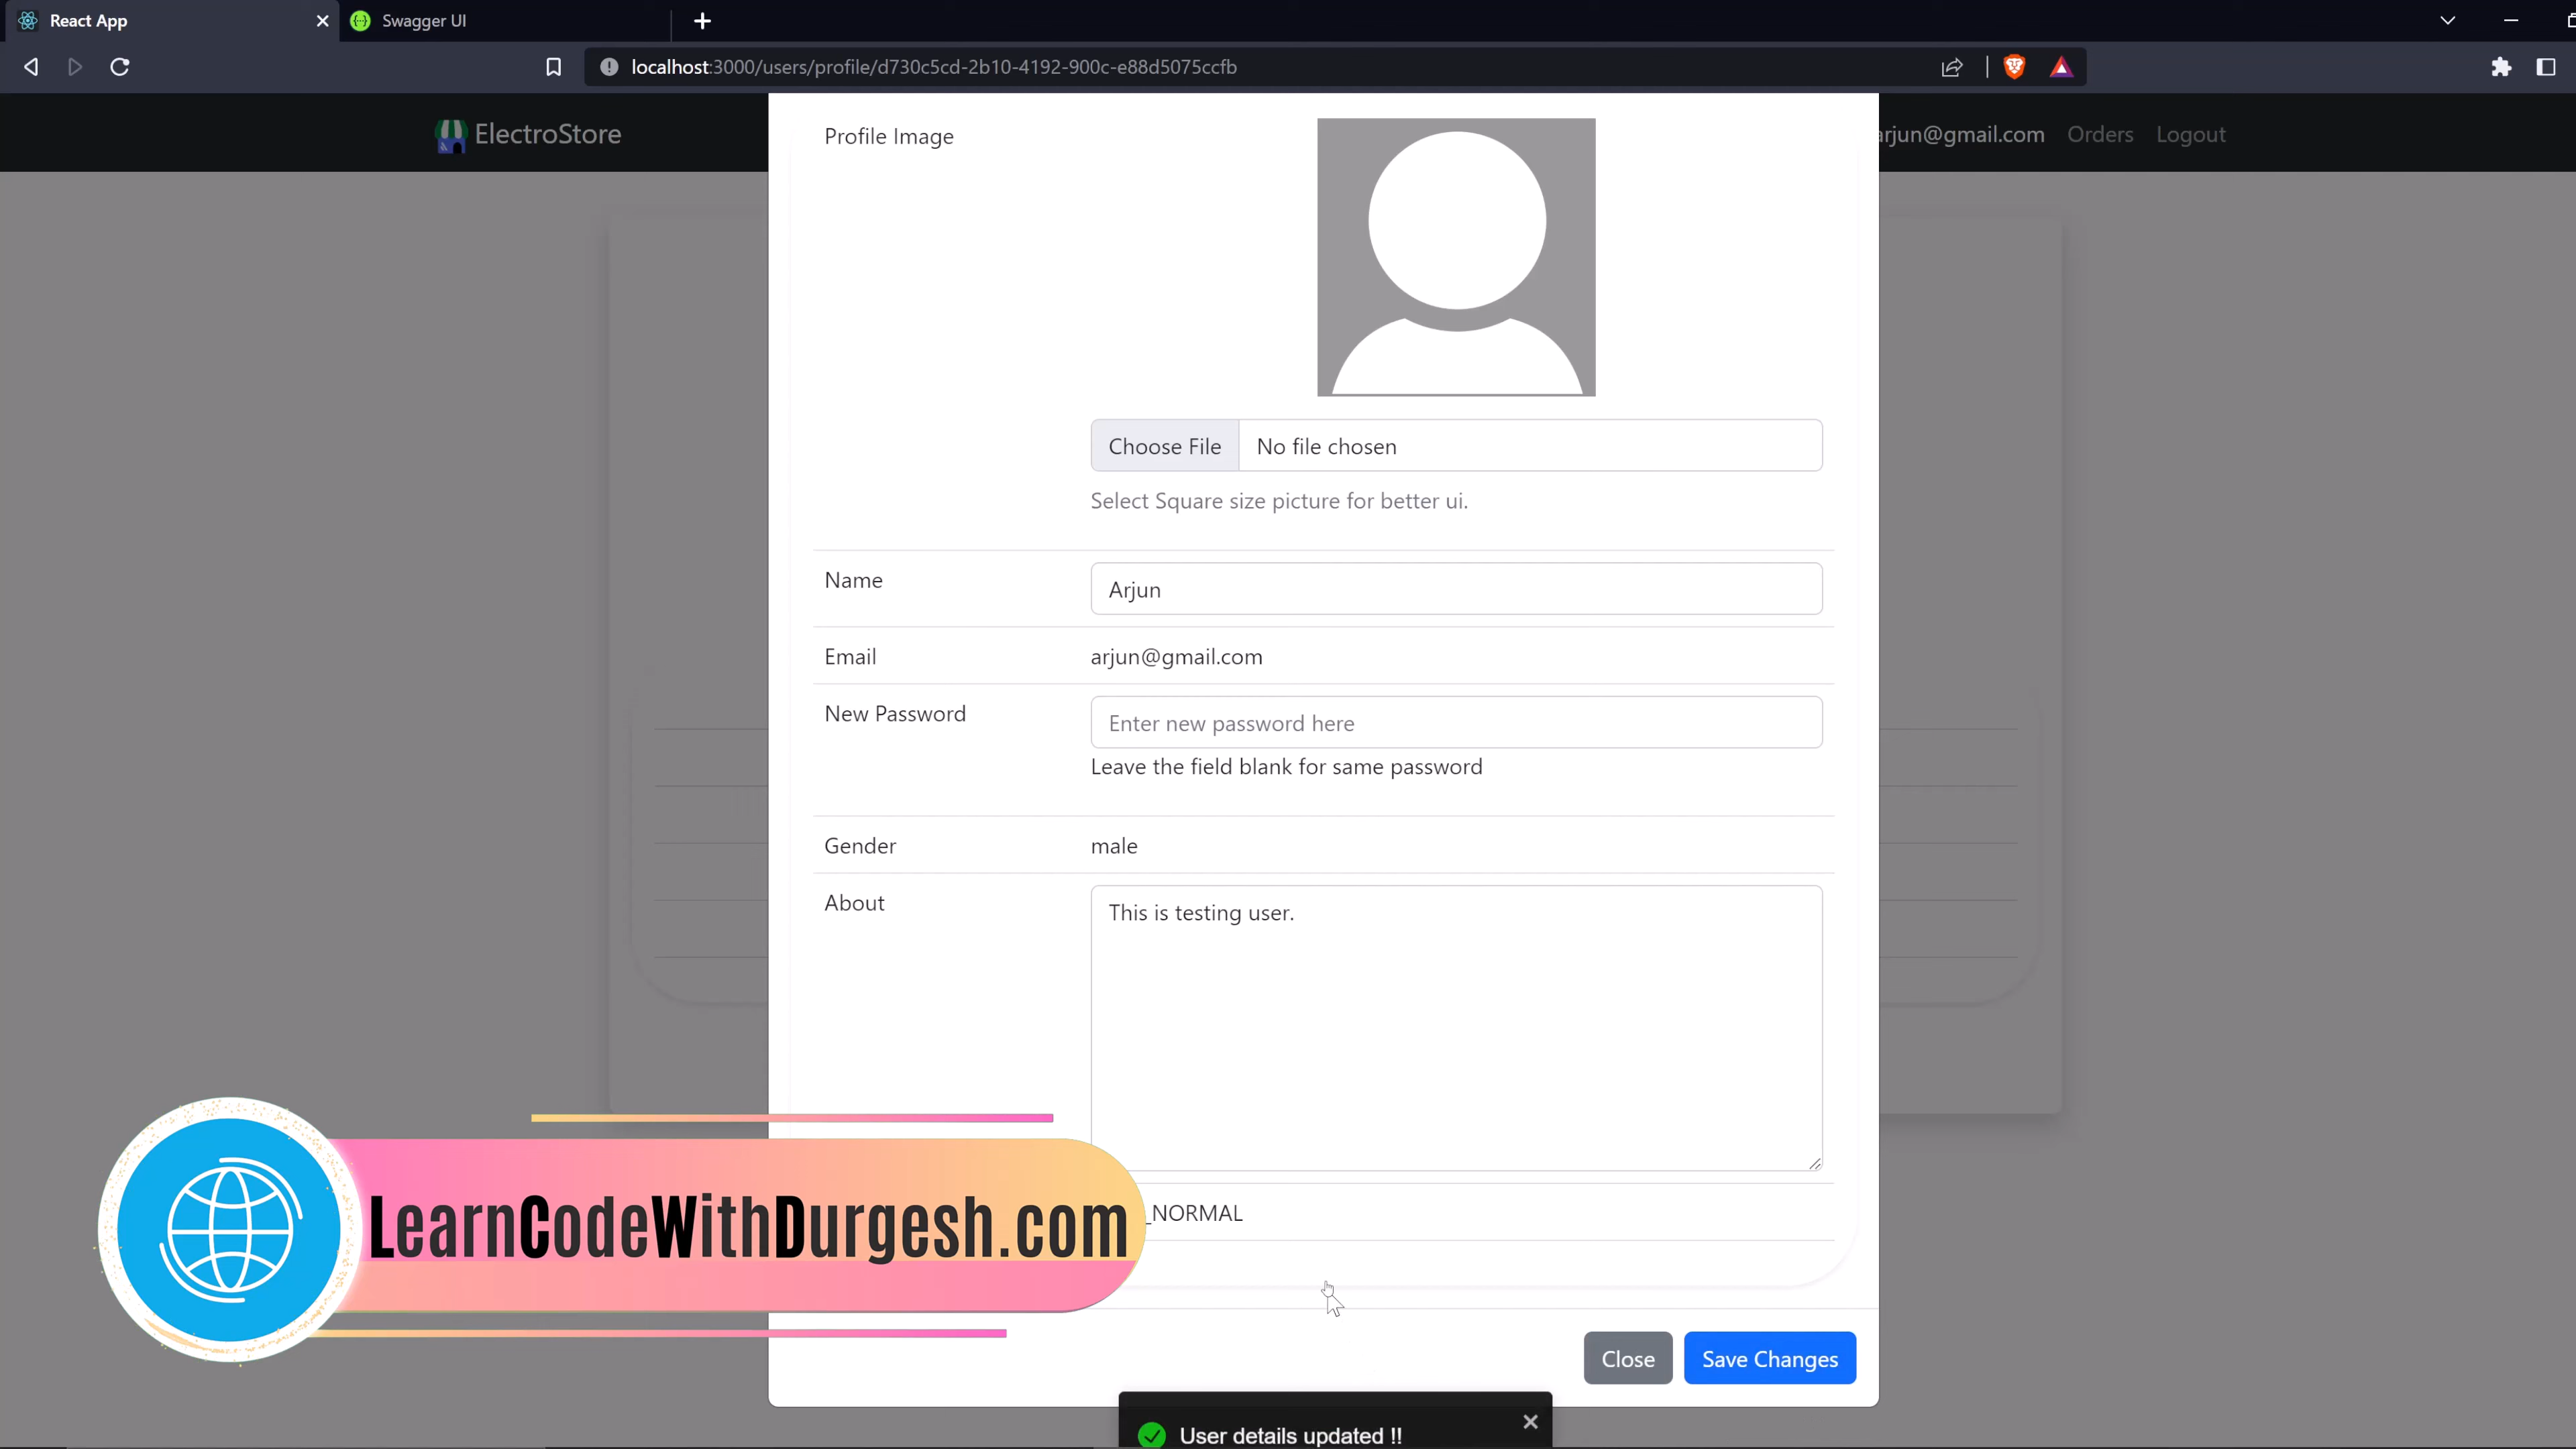 React App
Swagger UI
localhost:3000/users/profile/d730c5cd-2b10-4192-900c-e88d5075ccfb
ElectroStore
arjun@gmail.com Orders Logout
Profile Image
Choose File No file chosen
Select Square size picture for better ui.
Name Arjun
Email arjun@gmail.com
New Password Enter new password here
Leave the field blank for same password
Gender male
About This is testing user.
_NORMAL
LearnCodeWithDurgesh.com
Close Save Changes
User details updated !!